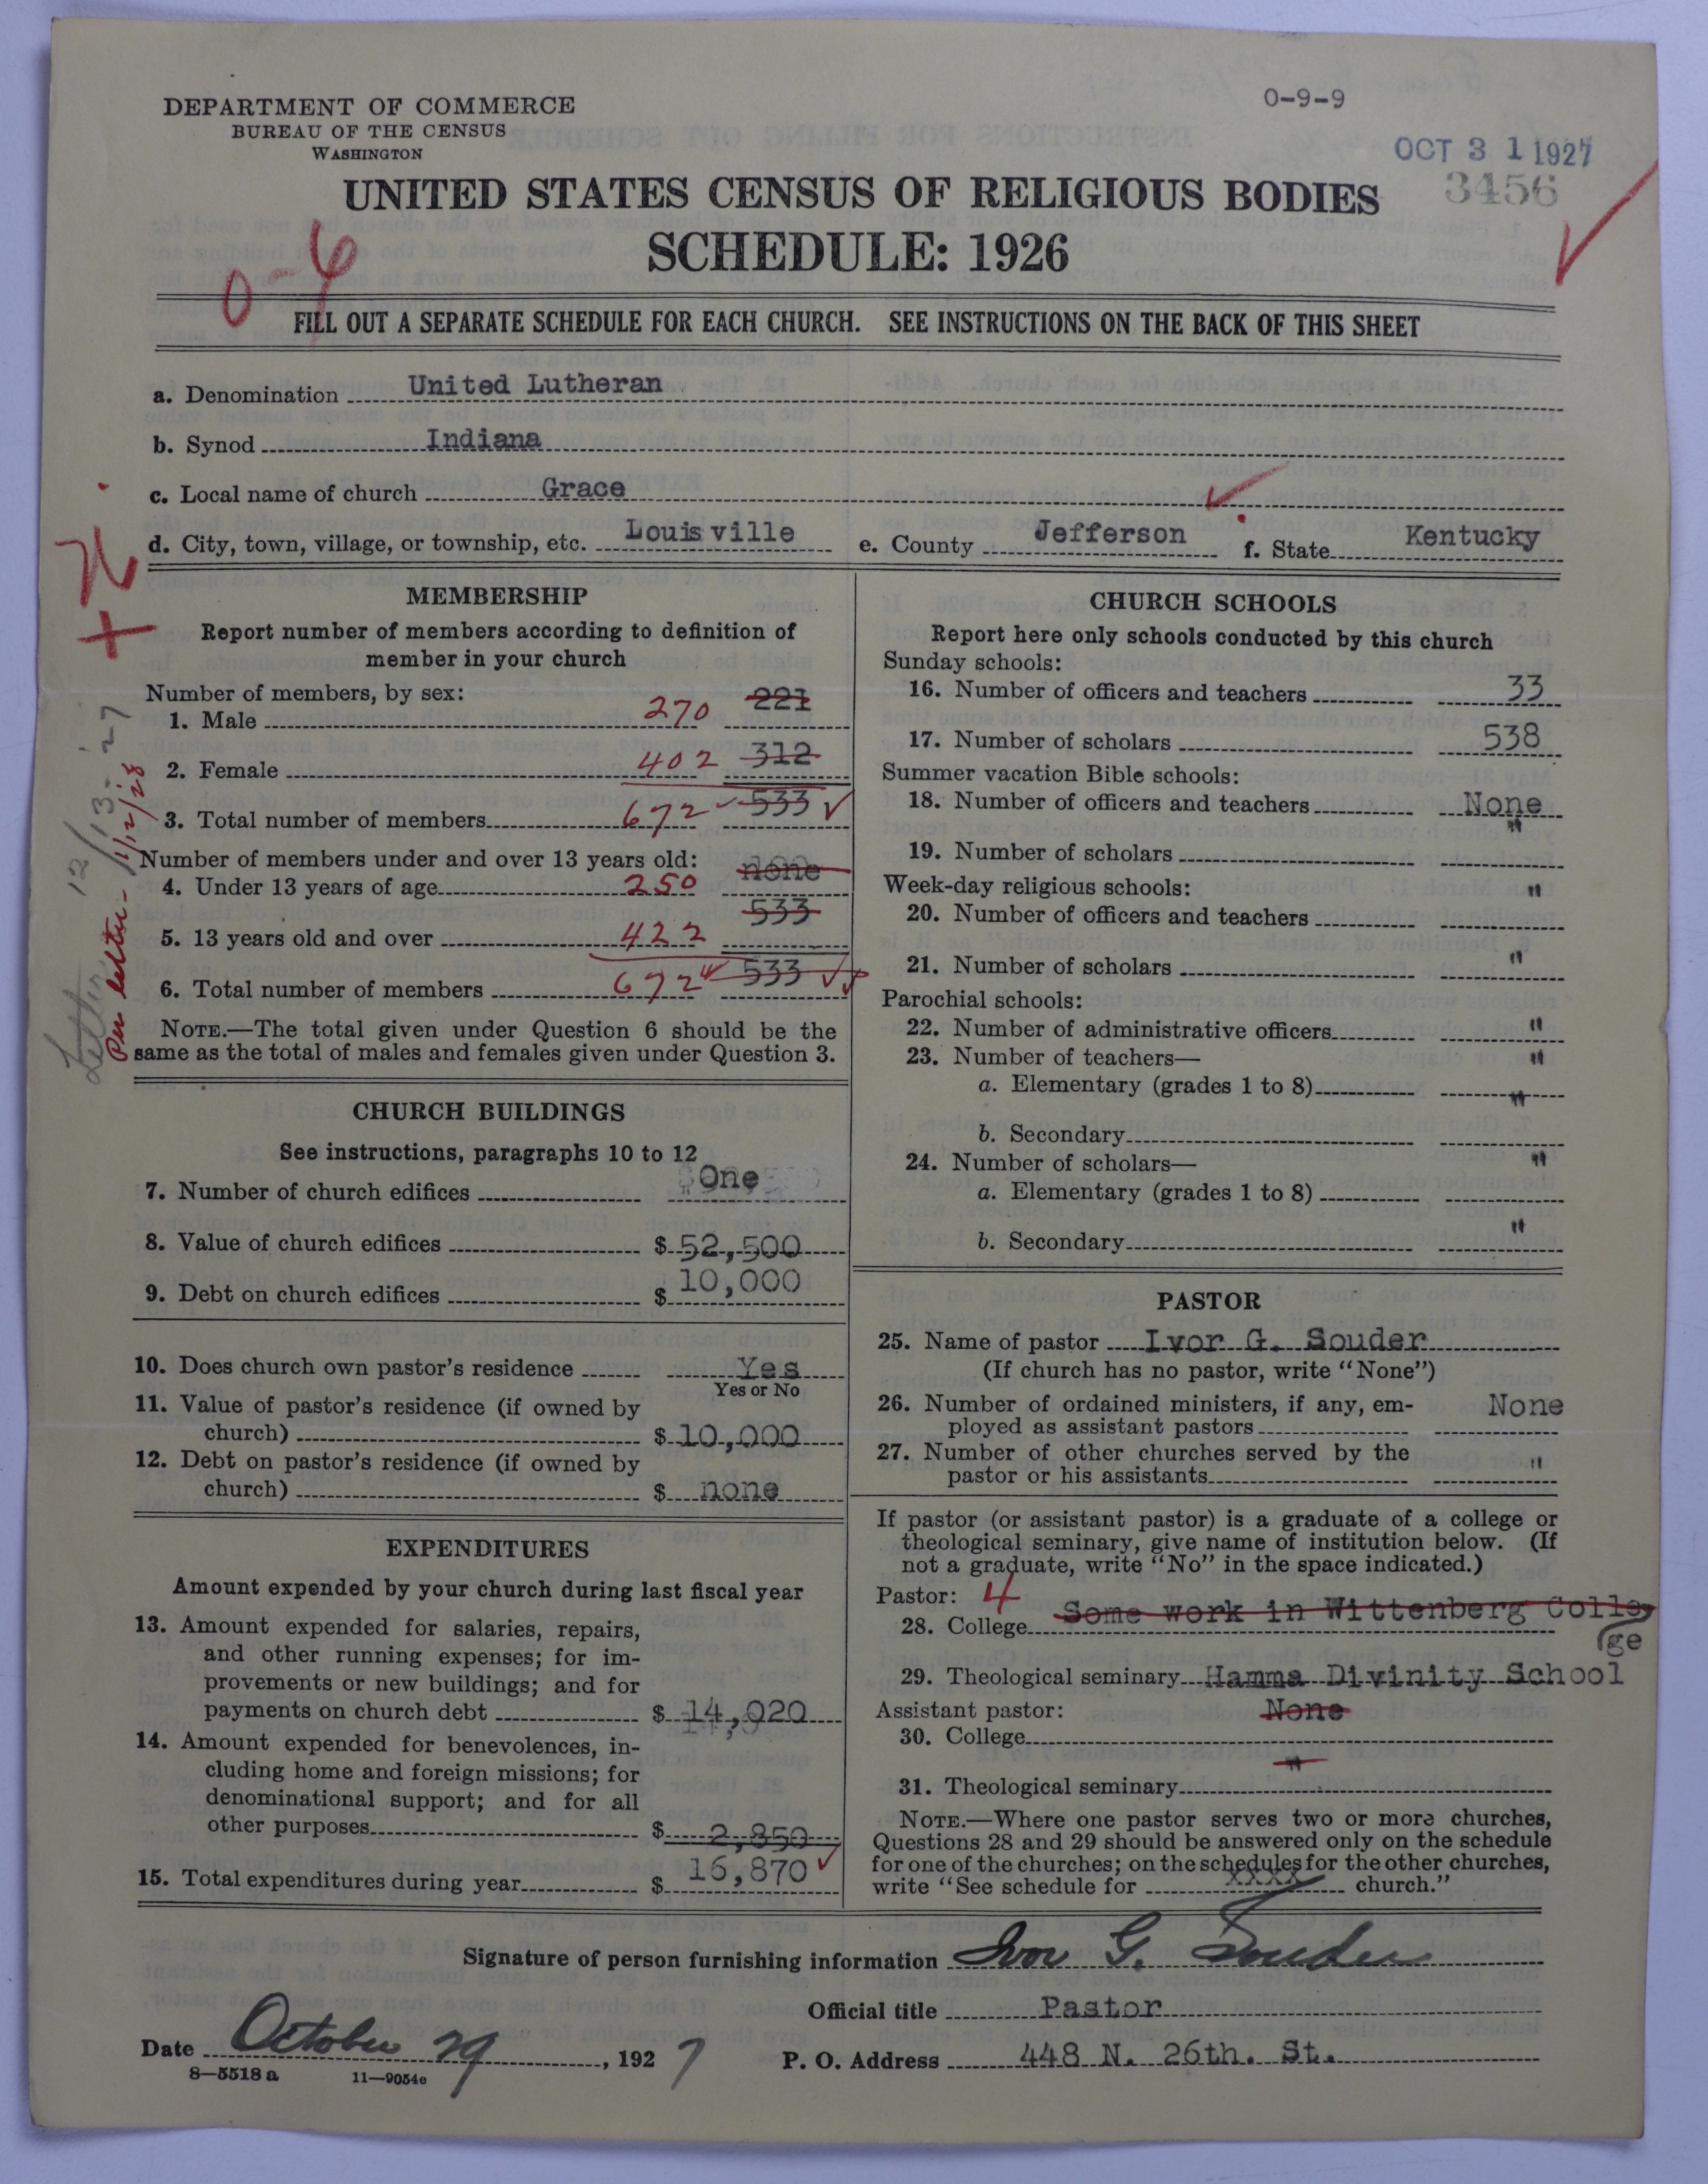 DEPARTMENT OF COMMERCE
BUREAU OF THE CENSUS
WASHINGTON
0-9-9
OCT 31 1927
3456
UNITED STATES CENSUS OF RELIGIOUS BODIES
SCHEDULE: 1926
0-6
FILL OUT A SEPARATE SCHEDULE FOR EACH CHURCH. SEE INSTRUCTIONS ON THE BACK OF THIS SHEET
a. Denomination United Lutheran
b. Synod Indiana
c. Local name of church Grace
d. City, town, village, or township, etc. Louisville e. County Jefferson f. State Kentucky
MEMBERSHIP
Report number of members according to definition of
member in your church
Number of members, by sex:
1. Male 270 221
2. Female 402 312
3. Total number of members 672 533
Number of members under and over 13 years old:
4. Under 13 years of age 250 none
5. 13 years old and over 422 533
6. Total number of members 672 533
NOTE.—The total given under Question 6 should be the
same as the total of males and females given under Question 3.
Letter 12/13-'27
Per letter- 1/12/28
CHURCH BUILDINGS
See instructions, paragraphs 10 to 12
7. Number of church edifices One
8. Value of church edifices $ 52,500
9. Debt on church edifices $ 10,000
10. Does church own pastor's residence Yes
Yes or No
11. Value of pastor's residence (if owned by
church) $ 10,000
12. Debt on pastor's residence (if owned by
church) $ none
EXPENDITURES
Amount expended by your church during last fiscal year
13. Amount expended for salaries, repairs,
and other running expenses; for im-
provements or new buildings; and for
payments on church debt $ 14,020
14. Amount expended for benevolences, in-
cluding home and foreign missions; for
denominational support; and for all
other purposes $ 2,850
15. Total expenditures during year $ 16,870
CHURCH SCHOOLS
Report here only schools conducted by this church
Sunday schools:
16. Number of officers and teachers 33
17. Number of scholars 538
Summer vacation Bible schools:
18. Number of officers and teachers None
19. Number of scholars "
Week-day religious schools:
20. Number of officers and teachers "
21. Number of scholars "
Parochial schools:
22. Number of administrative officers "
23. Number of teachers—
a. Elementary (grades 1 to 8) "
b. Secondary "
24. Number of scholars—
a. Elementary (grades 1 to 8) "
b. Secondary "
PASTOR
25. Name of pastor Ivor G. Souder
(If church has no pastor, write "None")
26. Number of ordained ministers, if any, em-
ployed as assistant pastors None
27. Number of other churches served by the
pastor or his assistants "
If pastor (or assistant pastor) is a graduate of a college or
theological seminary, give name of institution below. (If
not a graduate, write "No" in the space indicated.)
Pastor: 4
28. College Some work in Wittenberg Colle
ge
29. Theological seminary Hamma Divinity School
Assistant pastor: None
30. College
31. Theological seminary "
NOTE.—Where one pastor serves two or more churches,
Questions 28 and 29 should be answered only on the schedule
for one of the churches; on the schedules for the other churches,
write "See schedule for xxxx church."
Signature of person furnishing information Ivor G. Souder
Official title Pastor
Date October 29, 1927 P. O. Address 448 N. 26th. St.
8—5518 a 11—9054c